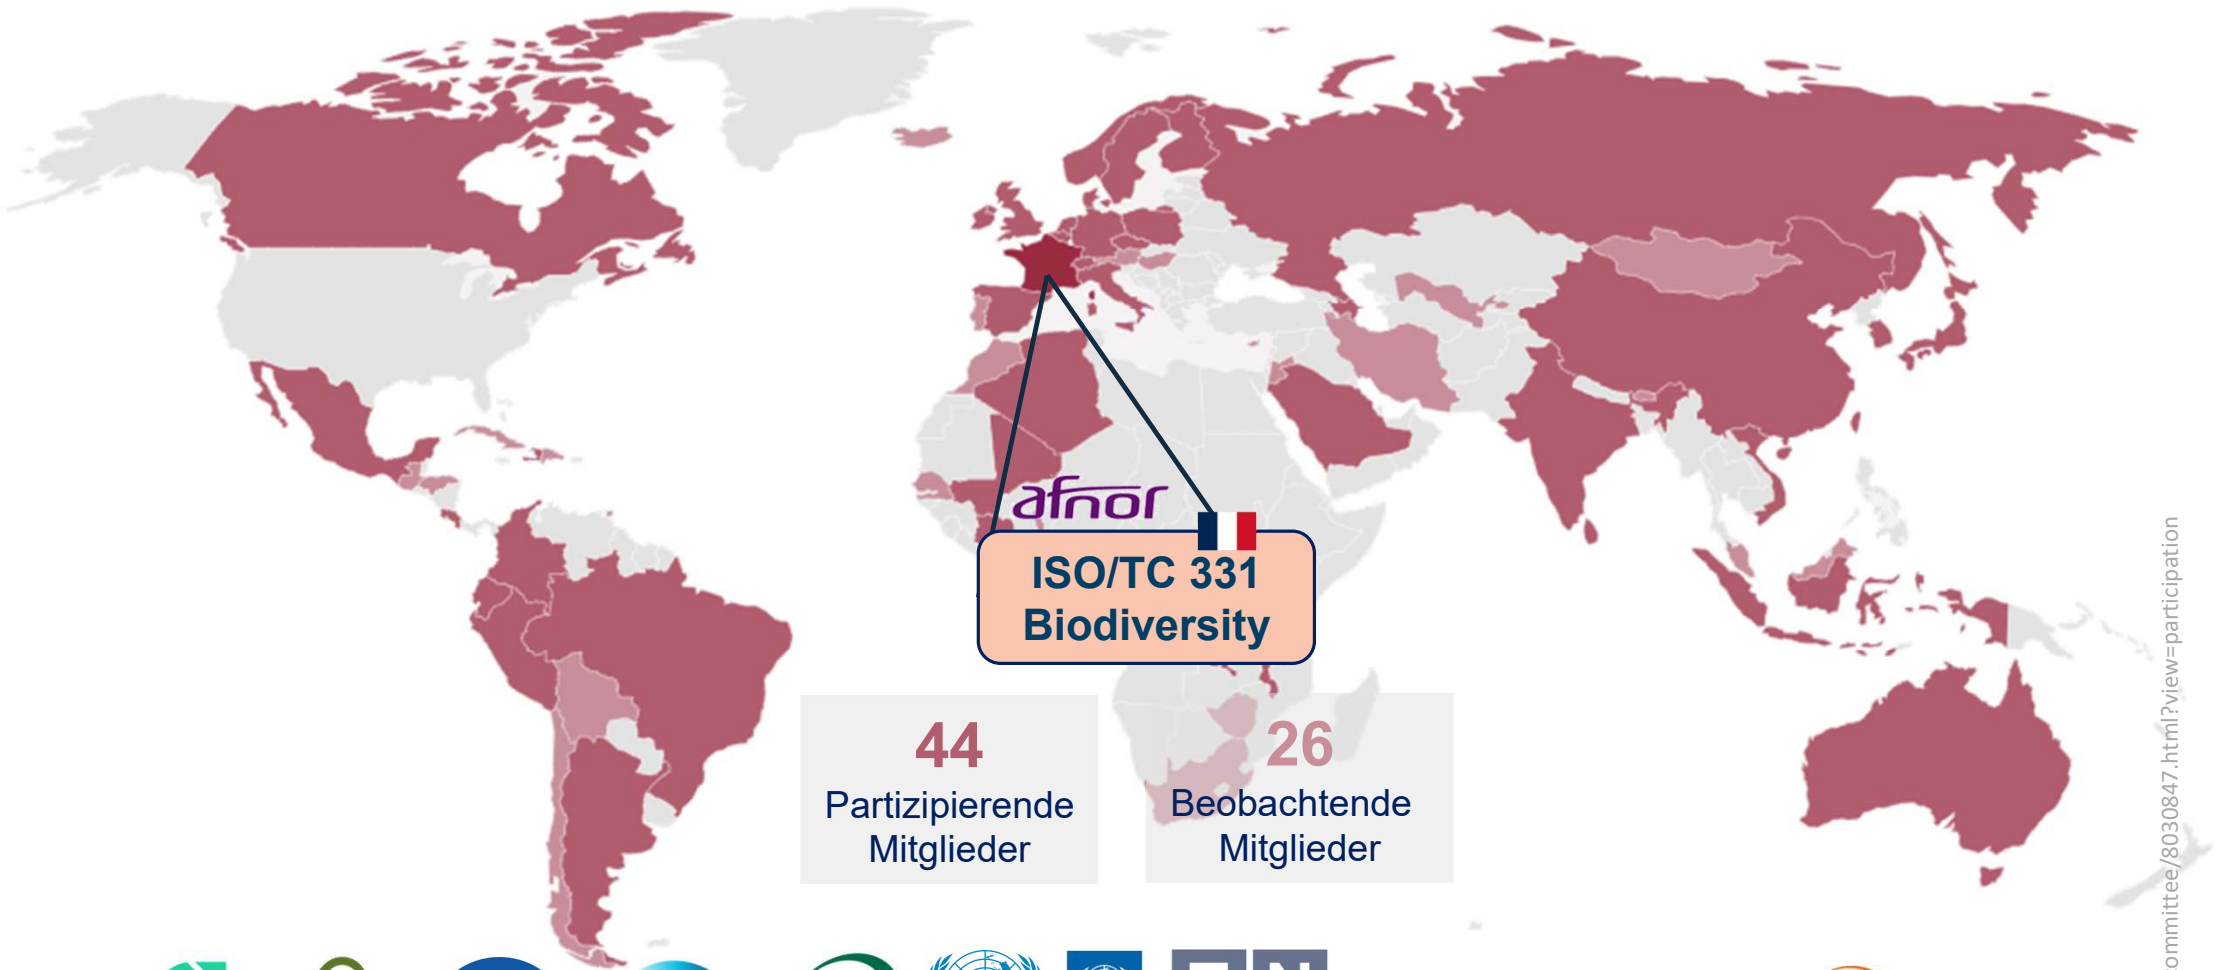 afnor
ISO/TC 331
Biodiversity
44
Partizipierende
Mitglieder
26
Beobachtende
Mitglieder
ommittee/8030847.html?view=participation